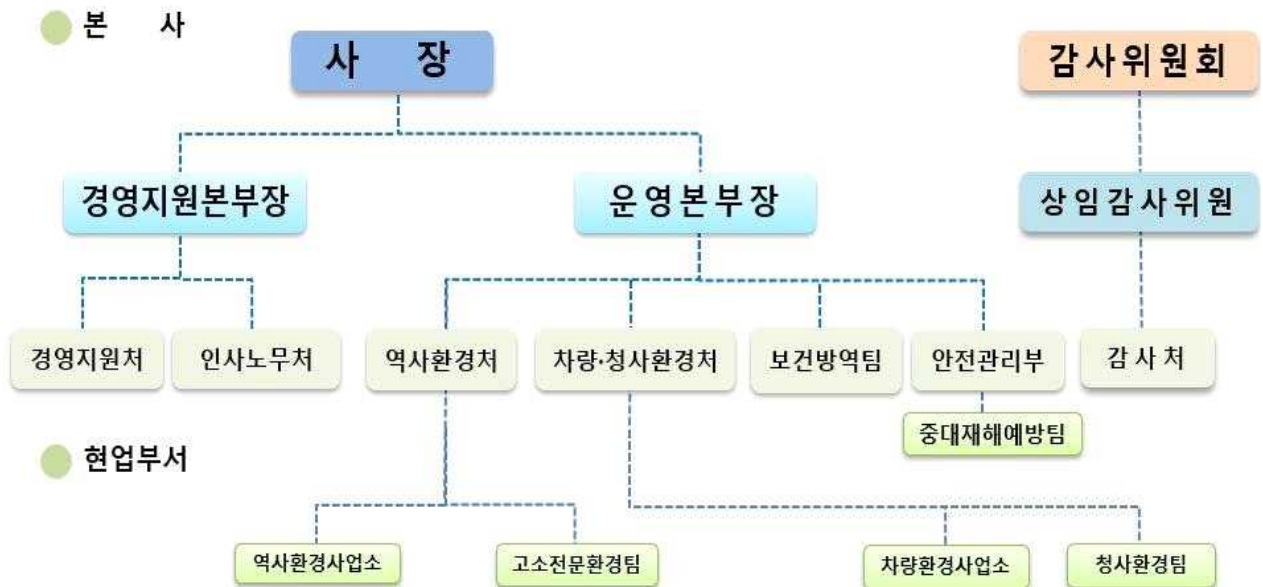 본 사
사 장
감사위원회
경영지원본부장
운영본부장
상임감사위원
경영지원처
인사노무처
역사환경처
차량·청사환경처
보건방역팀
안전관리부
감사처
중대재해예방팀
현업부서
역사환경사업소
고소전문환경팀
차량환경사업소
청사환경팀